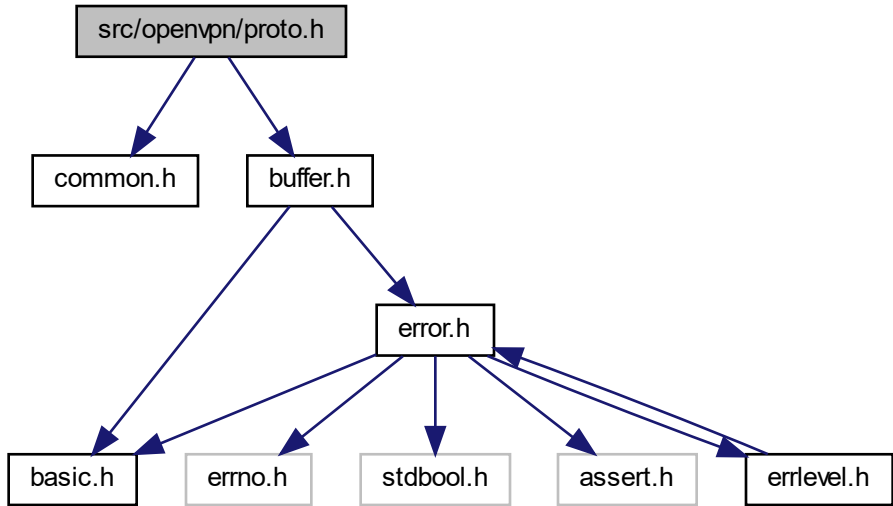 src/openvpn/proto.h
common.h
buffer.h
error.h
basic.h
errno.h
stdbool.h
assert.h
errlevel.h